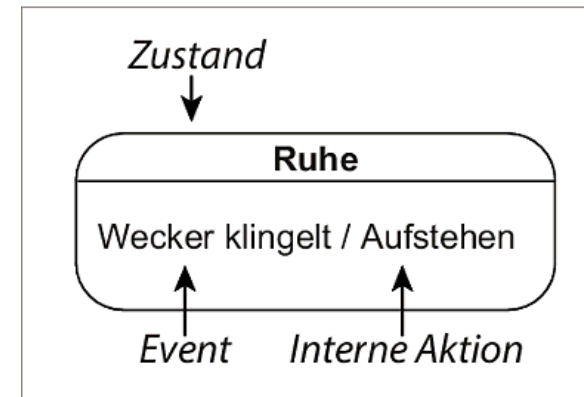 Zustand
Ruhe
Wecker klingelt / Aufstehen
Event Interne Aktion